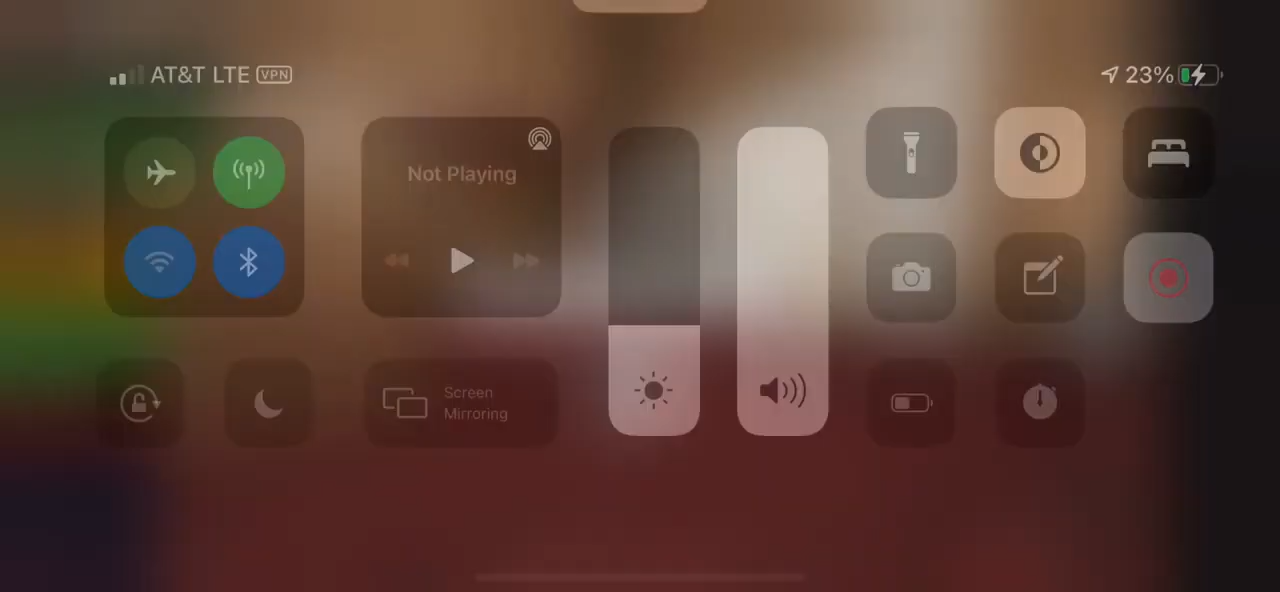 AT&T LTE VPN
23%
Not Playing
Screen
Mirroring